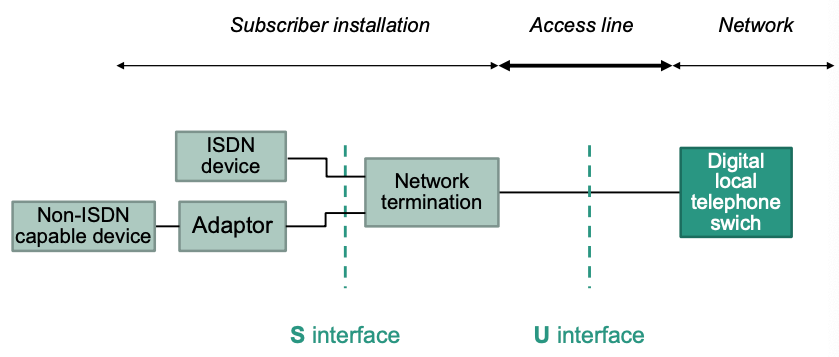 Subscriber installation
Access line
Network
ISDN
device
Non-ISDN
capable device
Adaptor
Network
termination
Digital
local
telephone
swich
S interface
U interface